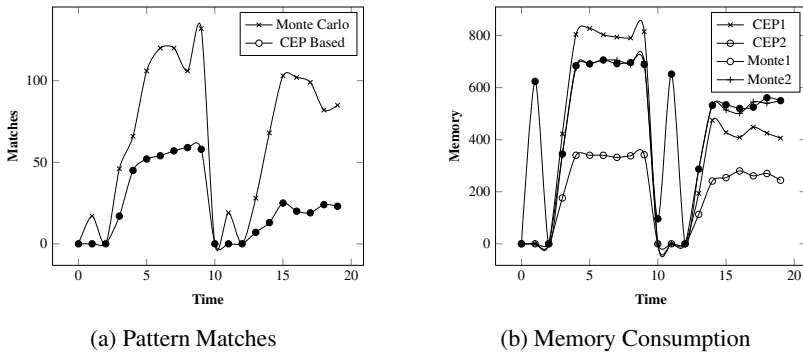 Monte Carlo
CEP Based
100
50
0
Matches
0 5 10 15 20
Time
(a) Pattern Matches
CEP1
CEP2
Monte1
Monte2
800
600
400
200
0
Memory
0 5 10 15 20
Time
(b) Memory Consumption